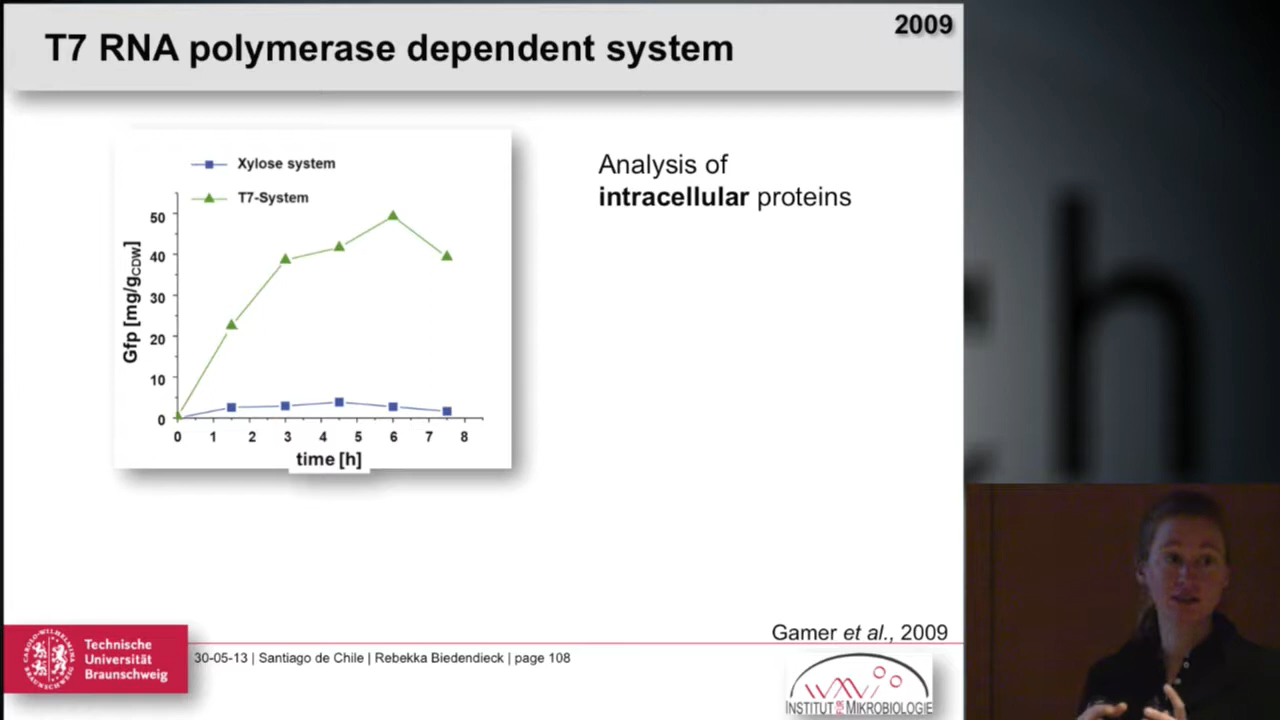 2009
T7 RNA polymerase dependent system
Xylose system
T7-System
Gfp [mg/gCDW]
50
40
30
20
10
0
0 1 2 3 4 5 6 7 8
time [h]
Analysis of
intracellular proteins
Gamer et al., 2009
Technische
Universität
Braunschweig
30-05-13 | Santiago de Chile | Rebekka Biedendieck | page 108
INSTITUT FÜR MIKROBIOLOGIE
h